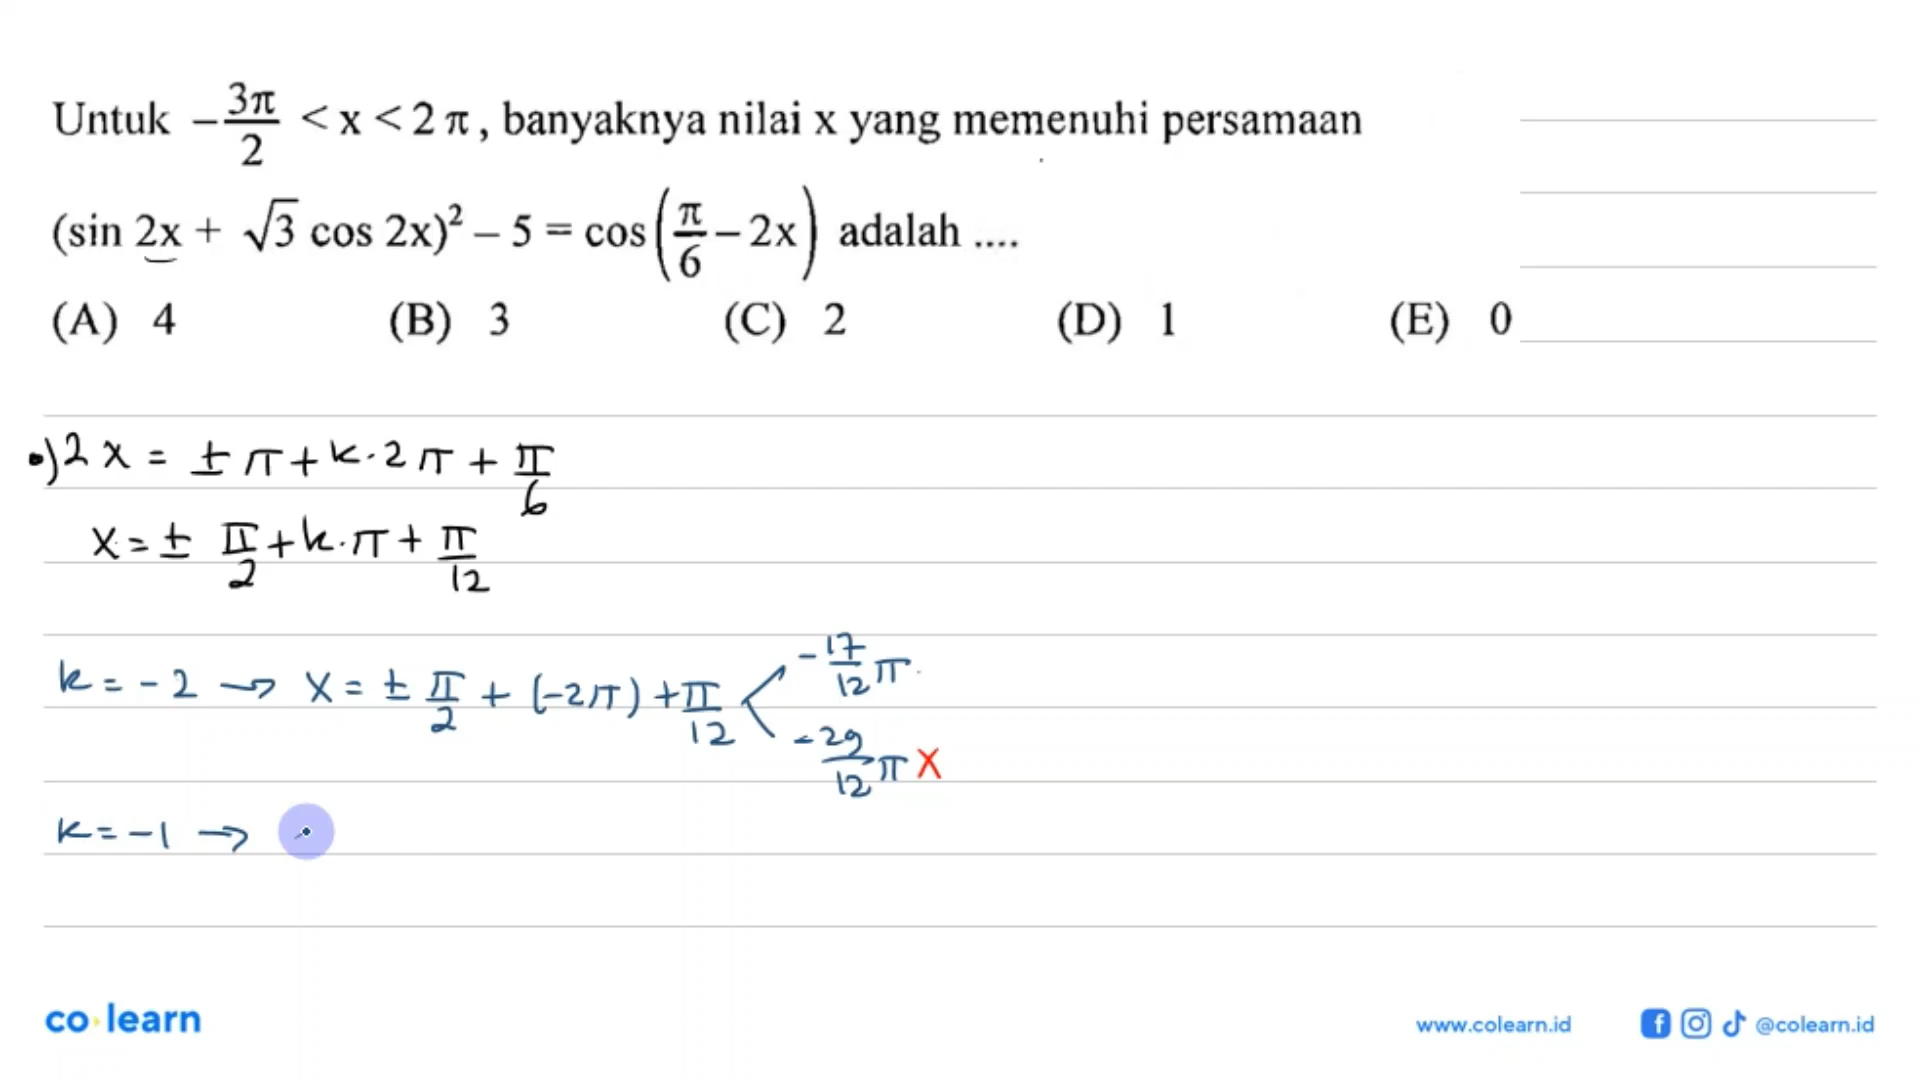 Untuk −3π/2 < x < 2π, banyaknya nilai x yang memenuhi persamaan
(sin 2x + √3 cos 2x)² – 5 = cos(π/6 – 2x) adalah ....
(A) 4 (B) 3 (C) 2 (D) 1 (E) 0
•) 2x = ± π + k·2π + π/6
x = ± π/2 + k·π + π/12
k = -2 → x = ± π/2 + (-2π) + π/12 < -17/12 π
-29/12 π X
k = -1 →
co·learn
www.colearn.id @colearn.id